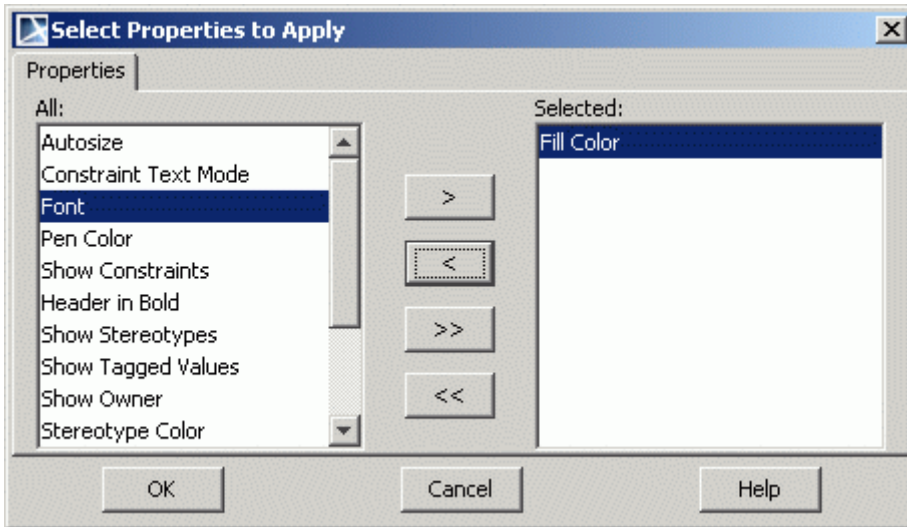 Select Properties to Apply
Properties
All:
Autosize
Constraint Text Mode
Font
Pen Color
Show Constraints
Header in Bold
Show Stereotypes
Show Tagged Values
Show Owner
Stereotype Color
>
<
>>
<<
Selected:
Fill Color
OK
Cancel
Help